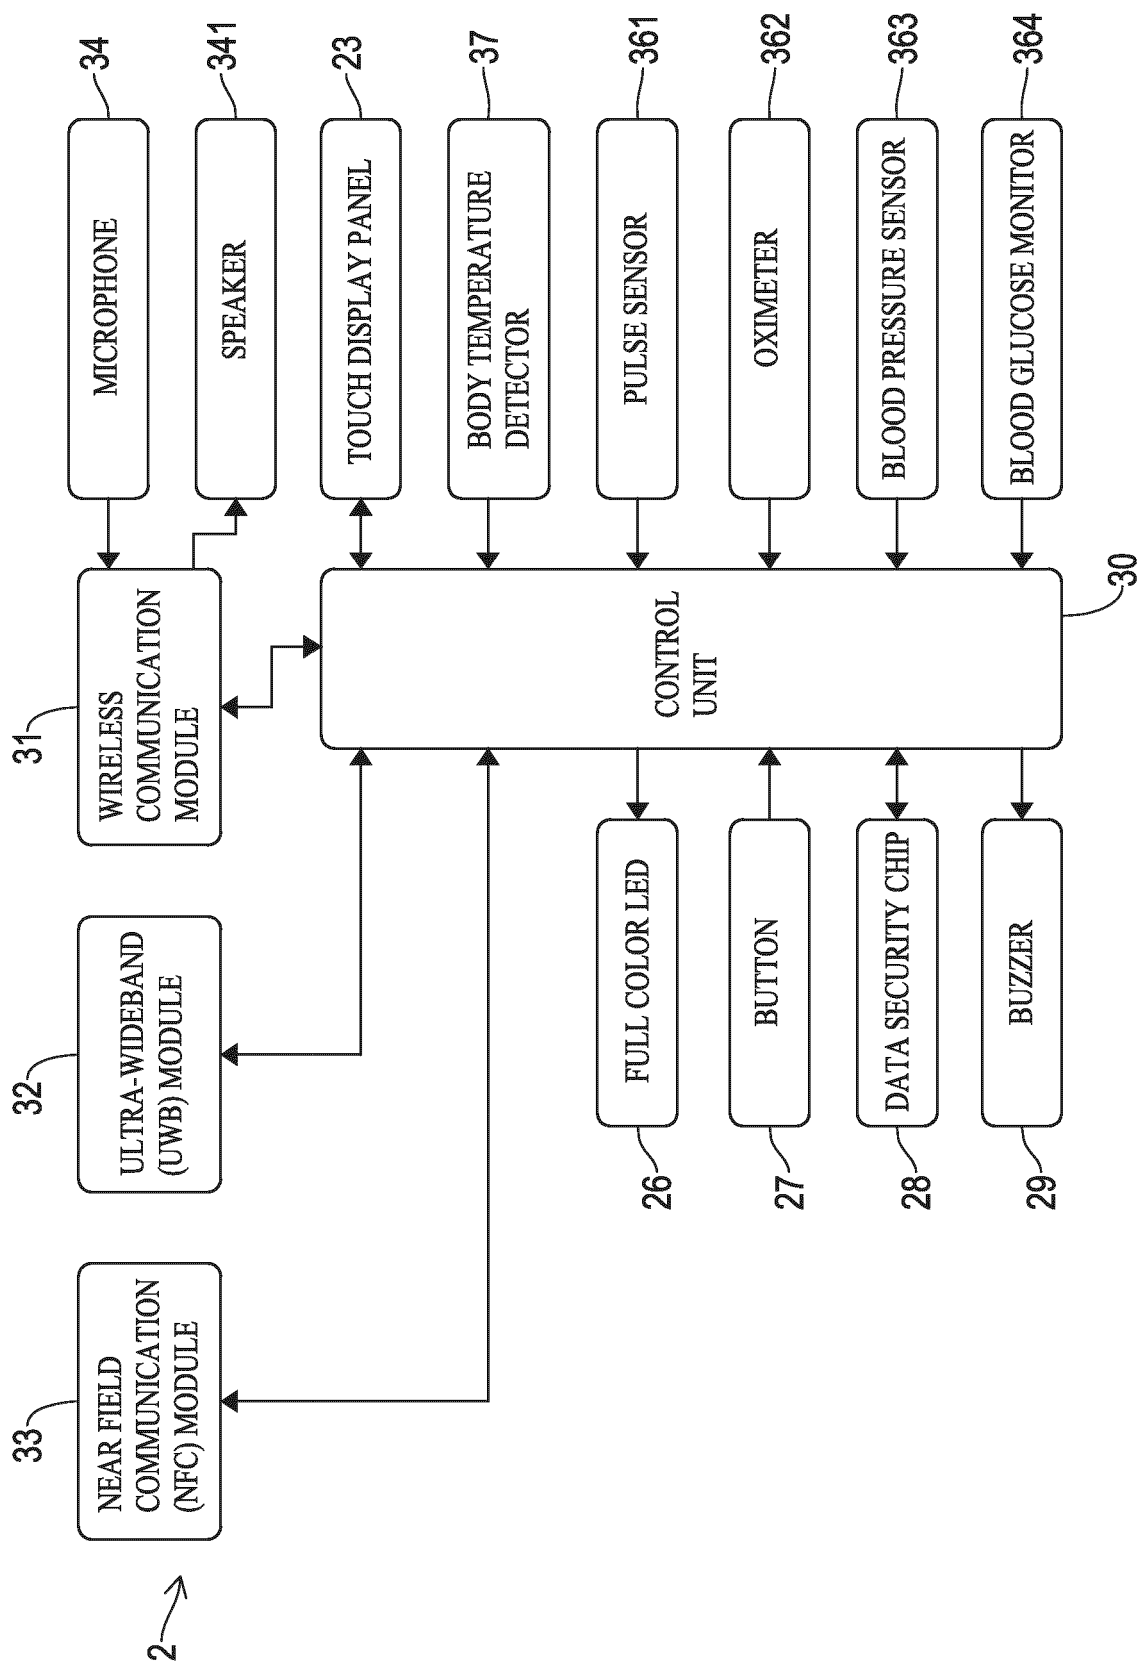 2
33
NEAR FIELD
COMMUNICATION
(NFC) MODULE
32
ULTRA-WIDEBAND
(UWB) MODULE
31
WIRELESS
COMMUNICATION
MODULE
34
MICROPHONE
341
SPEAKER
23
TOUCH DISPLAY PANEL
37
BODY TEMPERATURE
DETECTOR
361
PULSE SENSOR
362
OXIMETER
363
BLOOD PRESSURE SENSOR
364
BLOOD GLUCOSE MONITOR
30
CONTROL
UNIT
26
FULL COLOR LED
27
BUTTON
28
DATA SECURITY CHIP
29
BUZZER